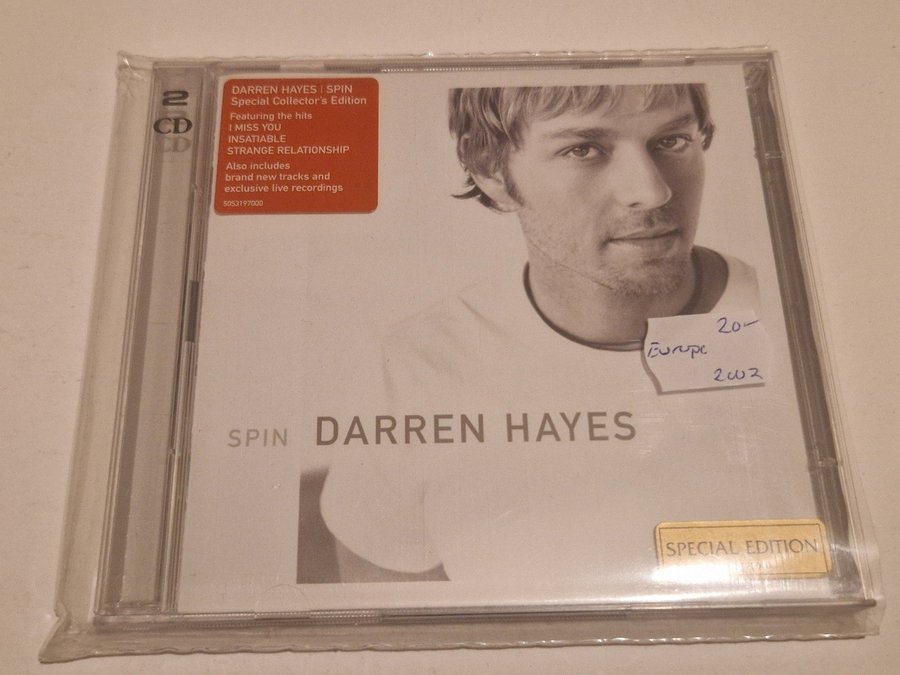 2
CD
DARREN HAYES | SPIN
Special Collector's Edition
Featuring the hits
I MISS YOU
INSATIABLE
STRANGE RELATIONSHIP
Also includes
brand new tracks and
exclusive live recordings
5053197000
20-
Europe
2002
SPIN DARREN HAYES
SPECIAL EDITION